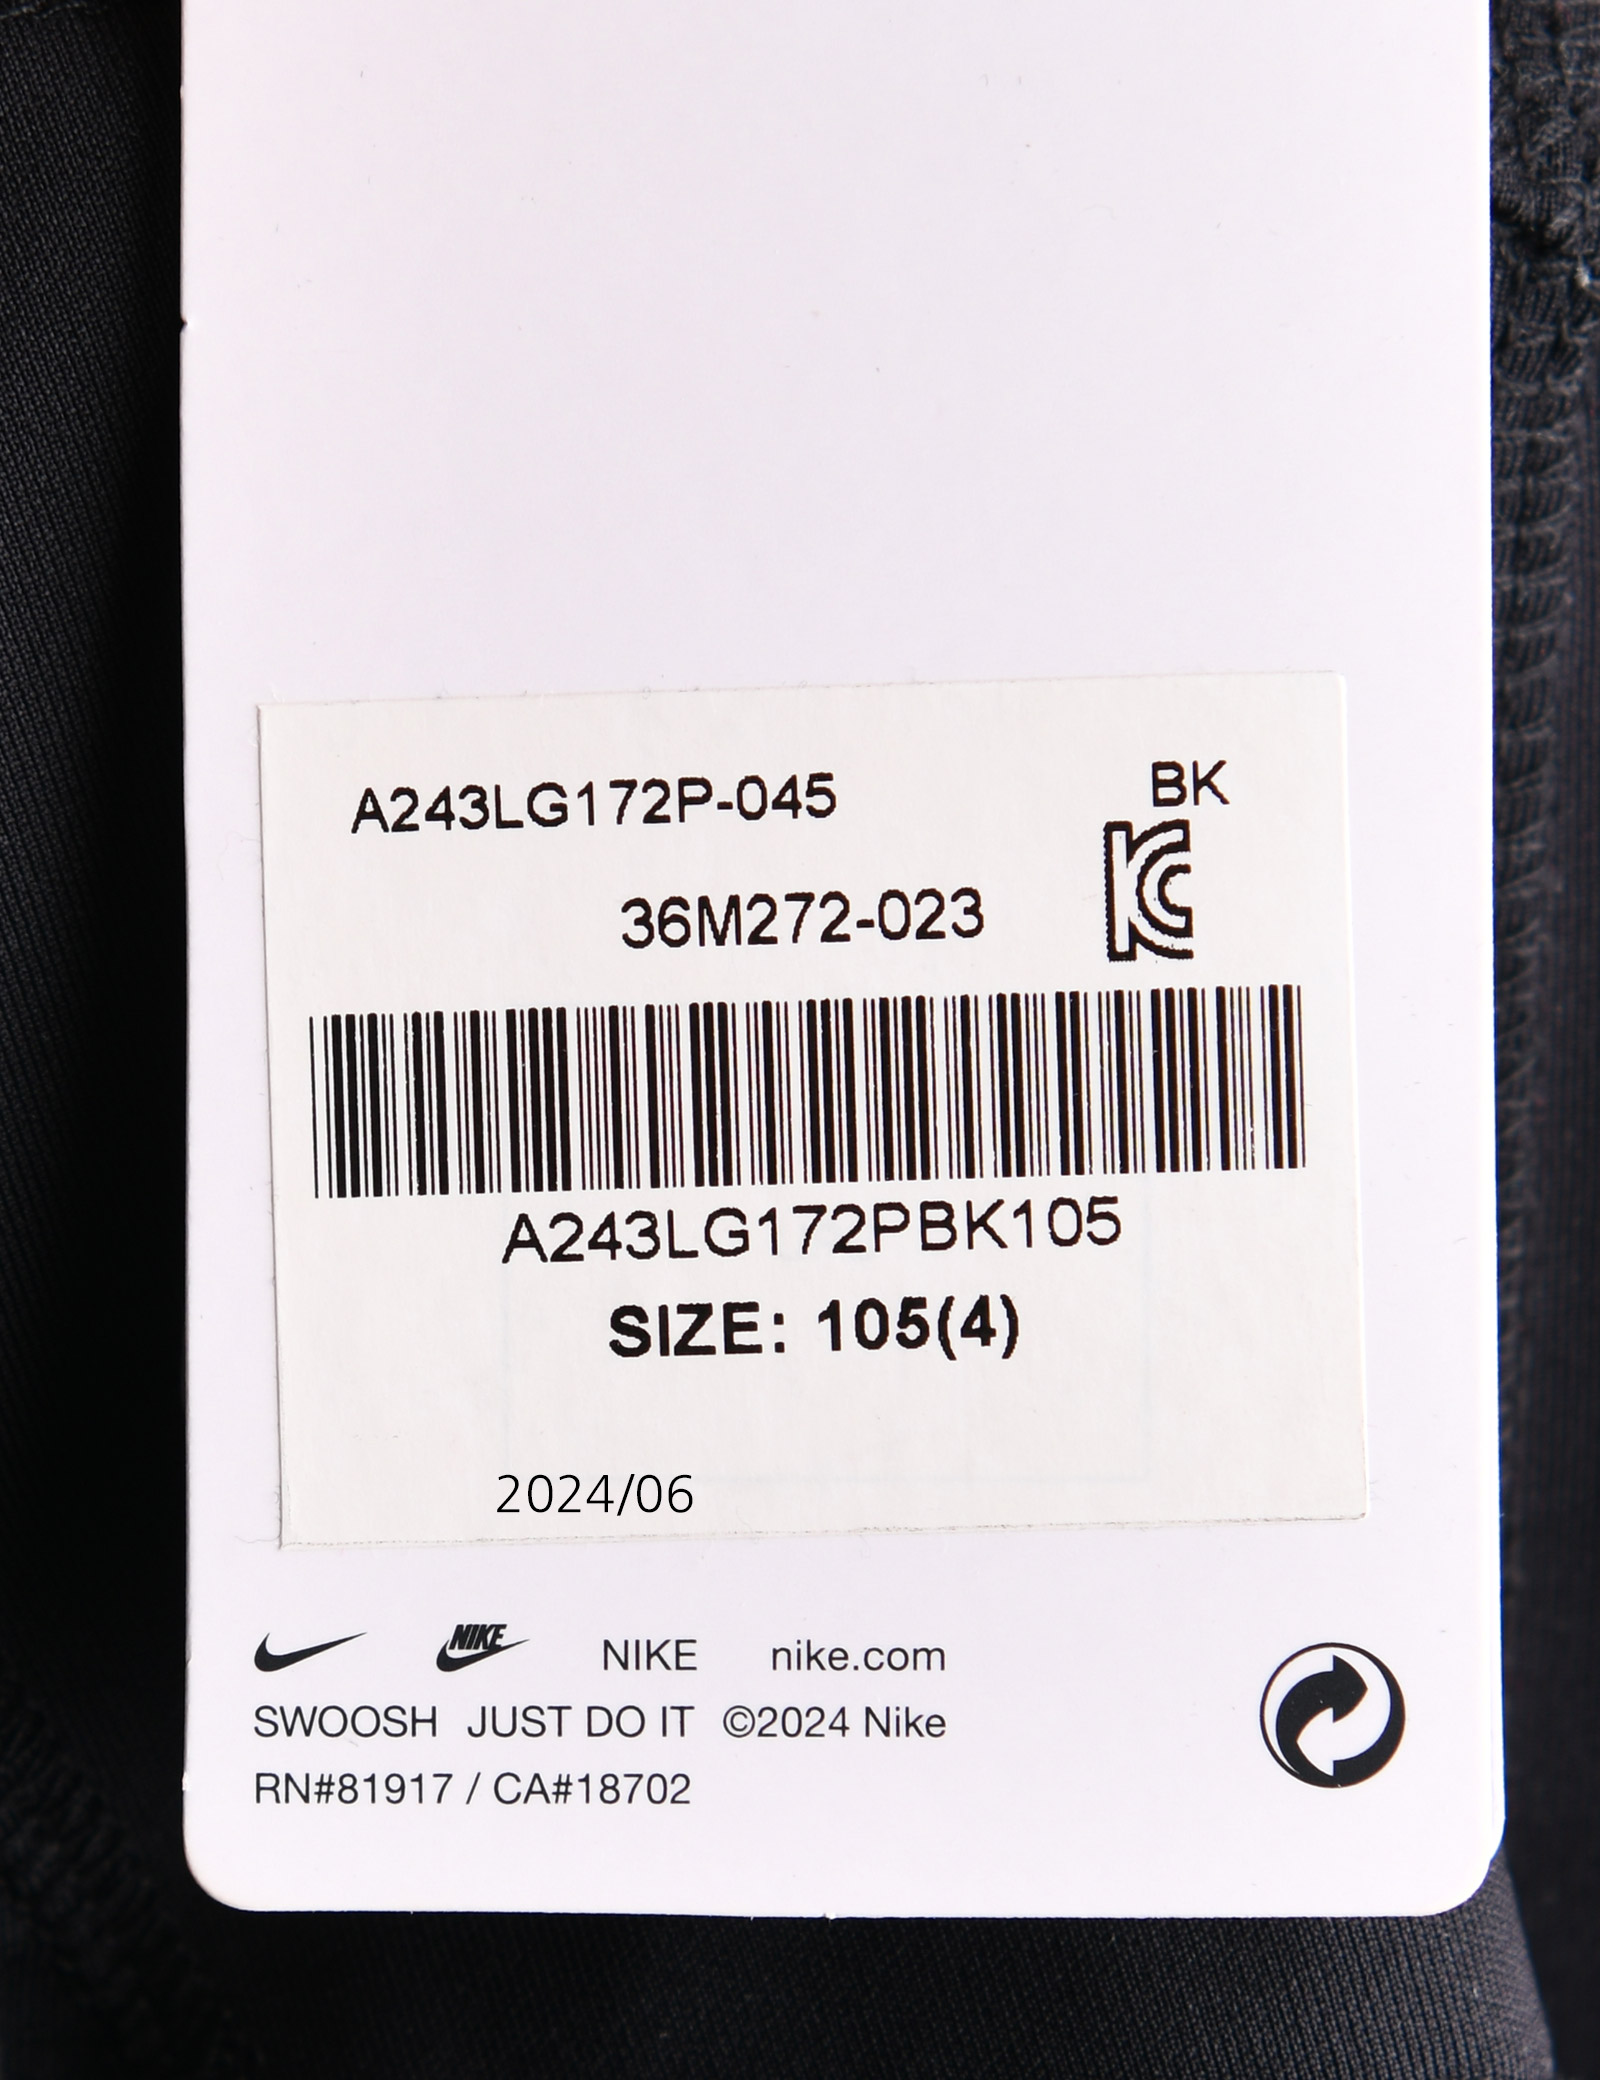 A243LG172P-045 BK
36M272-023
A243LG172PBK105
SIZE: 105(4)
2024/06
NIKE NIKE nike.com
SWOOSH JUST DO IT ©2024 Nike
RN#81917 / CA#18702